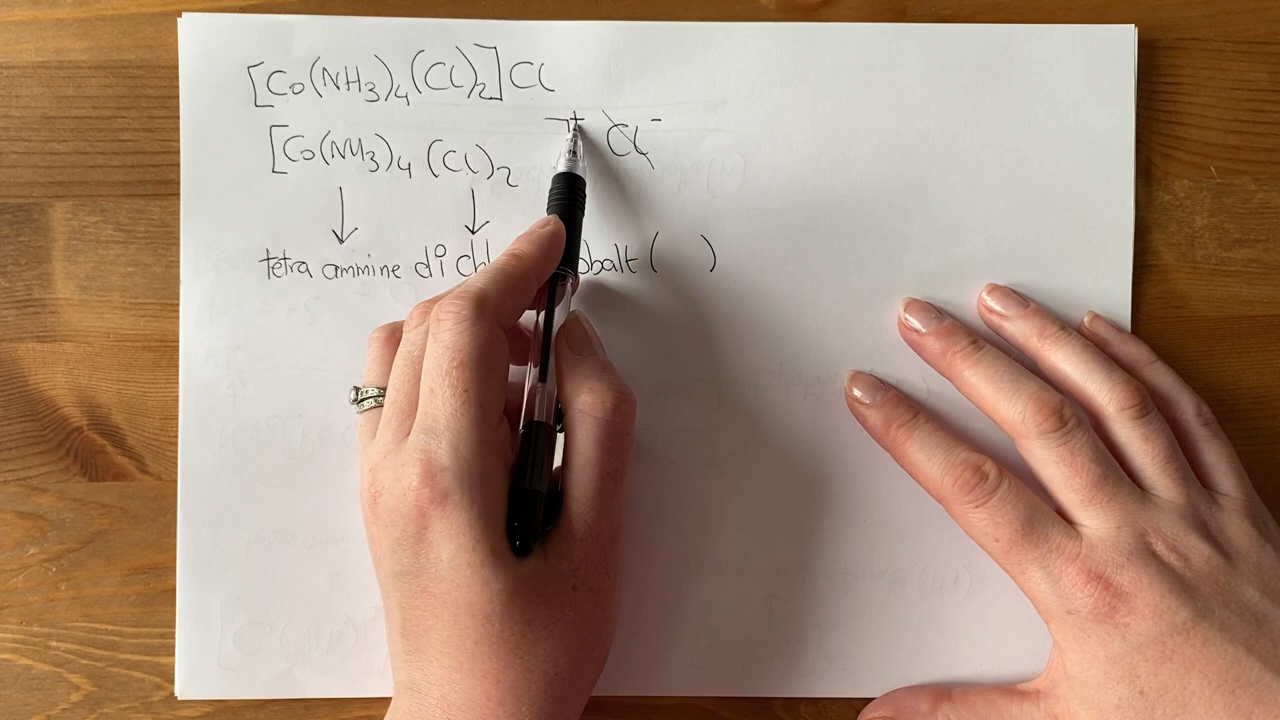 [Co(NH3)4(Cl)2]Cl
[Co(NH3)4 (Cl)2 + Cl-
tetra ammine di obalt ( )